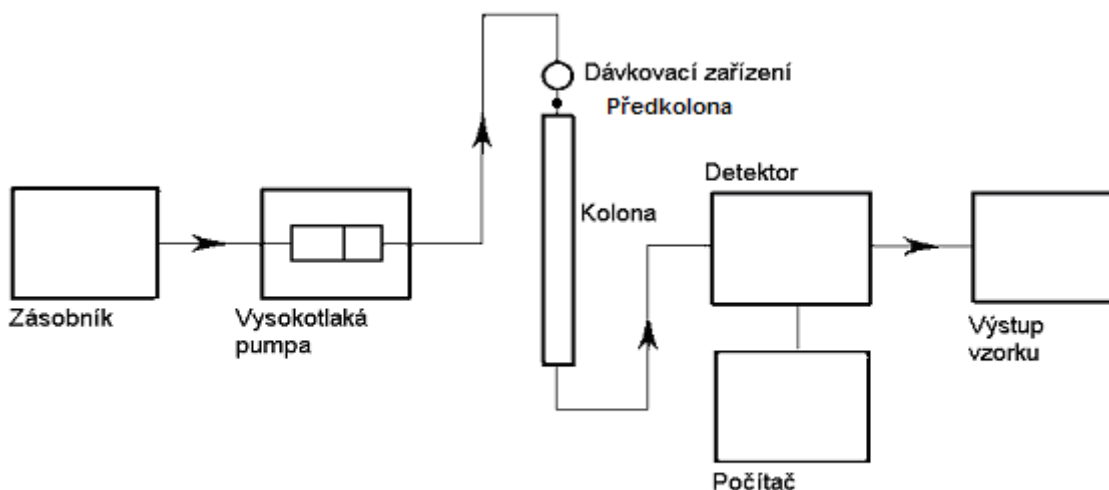 Dávkovací zařízení
Předkolona
Detektor
Kolona
Zásobník
Vysokotlaká
pumpa
Výstup
vzorku
Počítač